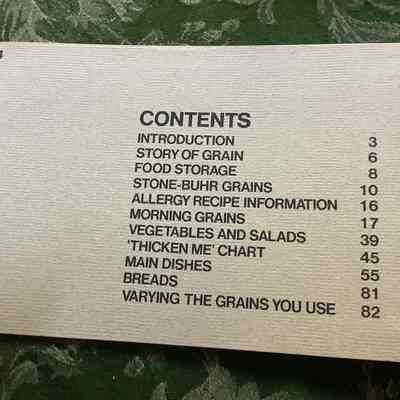 CONTENTS
INTRODUCTION 3
STORY OF GRAIN 6
FOOD STORAGE 8
STONE-BUHR GRAINS 10
ALLERGY RECIPE INFORMATION 16
MORNING GRAINS 17
VEGETABLES AND SALADS 39
'THICKEN ME' CHART 45
MAIN DISHES 55
BREADS 81
VARYING THE GRAINS YOU USE 82